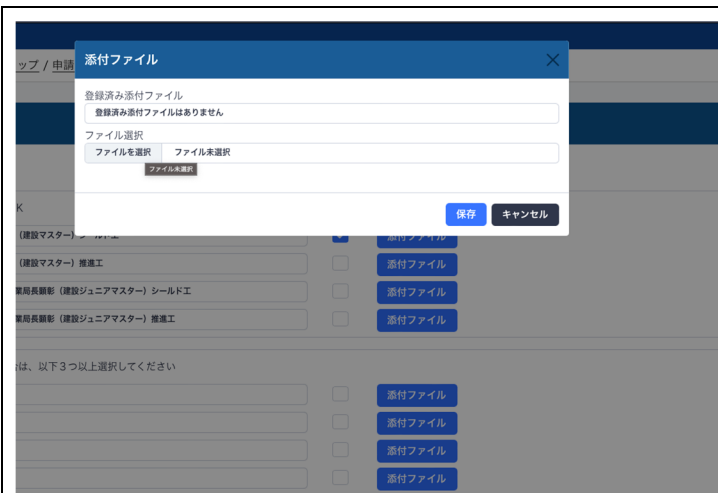 ップ / 申請
添付ファイル
登録済み添付ファイル
登録済み添付ファイルはありません
ファイル選択
ファイルを選択 ファイル未選択
ファイル未選択
保存 キャンセル
K
（建設マスター）シールド工 添付ファイル
（建設マスター）推進工 添付ファイル
業局長顕彰（建設ジュニアマスター）シールド工 添付ファイル
業局長顕彰（建設ジュニアマスター）推進工 添付ファイル
は、以下３つ以上選択してください
添付ファイル
添付ファイル
添付ファイル
添付ファイル